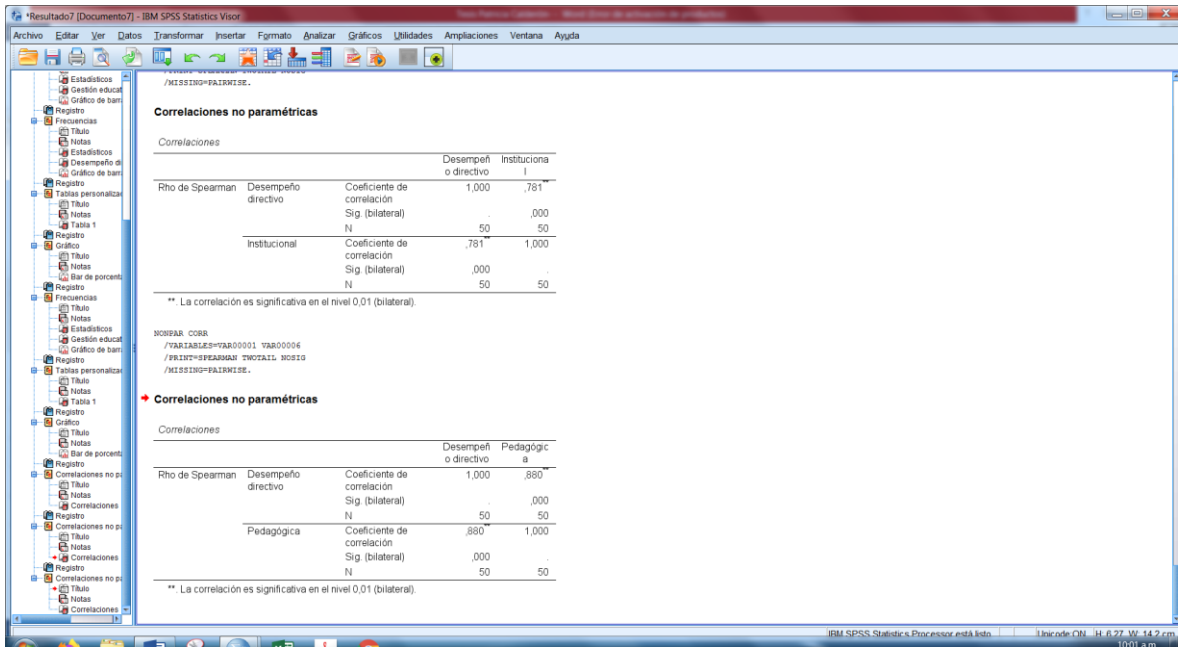 *Resultado7 [Documento7] - IBM SPSS Statistics Visor
Archivo Editar Ver Datos Transformar Insertar Formato Analizar Gráficos Utilidades Ampliaciones Ventana Ayuda
Estadísticos
Gestión educat
Gráfico de barr
Registro
Frecuencias
Título
Notas
Estadísticos
Desempeño di
Gráfico de barr
Registro
Tablas personaliza
Título
Notas
Tabla 1
Registro
Gráfico
Título
Notas
Bar de porcenta
Registro
Frecuencias
Título
Notas
Estadísticos
Gestión educat
Gráfico de barr
Registro
Tablas personaliza
Título
Notas
Tabla 1
Registro
Gráfico
Título
Notas
Bar de porcenta
Registro
Correlaciones no pa
Título
Notas
Correlaciones
Registro
Correlaciones no pa
Título
Notas
Correlaciones
Registro
Correlaciones no pa
Título
Notas
Correlaciones
/MISSING=PAIRWISE.
Correlaciones no paramétricas
Correlaciones
Desempeñ Instituciona
o directivo l
Rho de Spearman Desempeño Coeficiente de 1,000 ,781**
directivo correlación
Sig. (bilateral) . ,000
N 50 50
Institucional Coeficiente de ,781** 1,000
correlación
Sig. (bilateral) ,000 .
N 50 50
**. La correlación es significativa en el nivel 0,01 (bilateral).
NONPAR CORR
/VARIABLES=VAR00001 VAR00006
/PRINT=SPEARMAN TWOTAIL NOSIG
/MISSING=PAIRWISE.
Correlaciones no paramétricas
Correlaciones
Desempeñ Pedagógic
o directivo a
Rho de Spearman Desempeño Coeficiente de 1,000 ,880**
directivo correlación
Sig. (bilateral) . ,000
N 50 50
Pedagógica Coeficiente de ,880** 1,000
correlación
Sig. (bilateral) ,000 .
N 50 50
**. La correlación es significativa en el nivel 0,01 (bilateral).
IBM SPSS Statistics Processor está listo Unicode:ON H: 6,27, W: 14,2 cm
10:01 a.m.